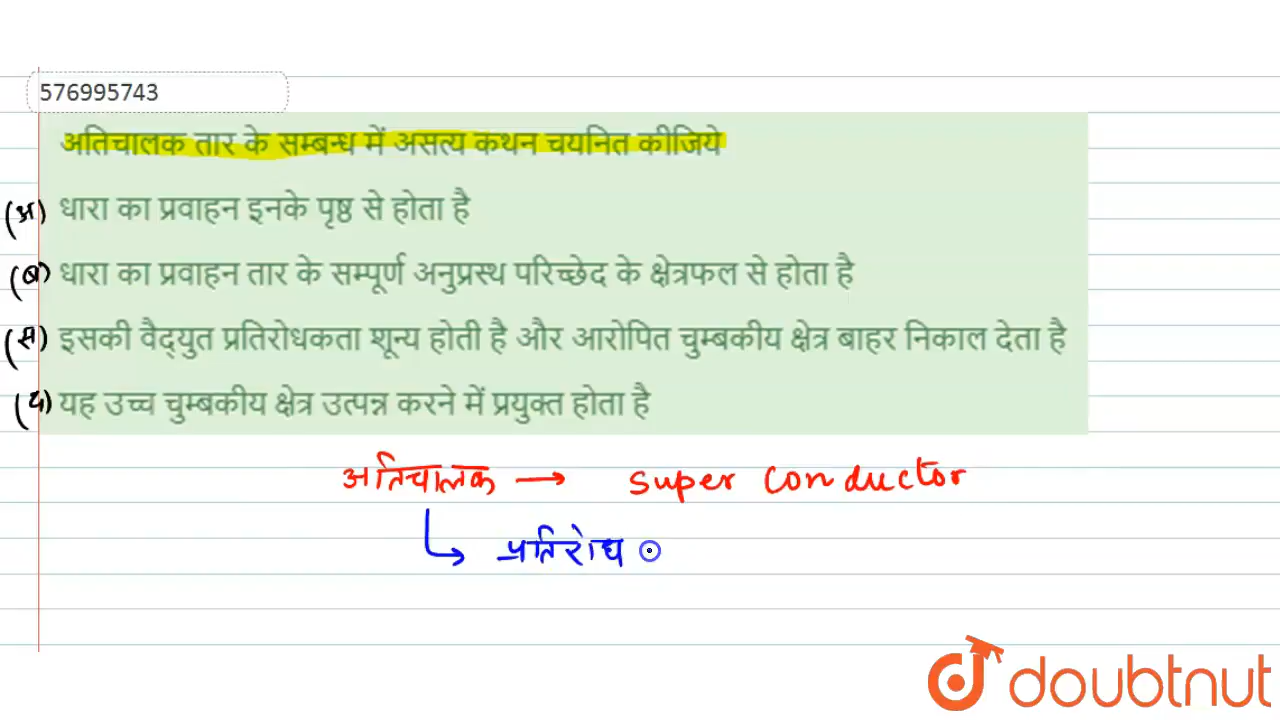 576995743
अतिचालक तार के सम्बन्ध में असत्य कथन चयनित कीजिये
(अ) धारा का प्रवाहन इनके पृष्ठ से होता है
(ब) धारा का प्रवाहन तार के सम्पूर्ण अनुप्रस्थ परिच्छेद के क्षेत्रफल से होता है
(स) इसकी वैद्युत प्रतिरोधकता शून्य होती है और आरोपित चुम्बकीय क्षेत्र बाहर निकाल देता है
(द) यह उच्च चुम्बकीय क्षेत्र उत्पन्न करने में प्रयुक्त होता है
अतिचालक → super conductor
प्रतिरोध
doubtnut